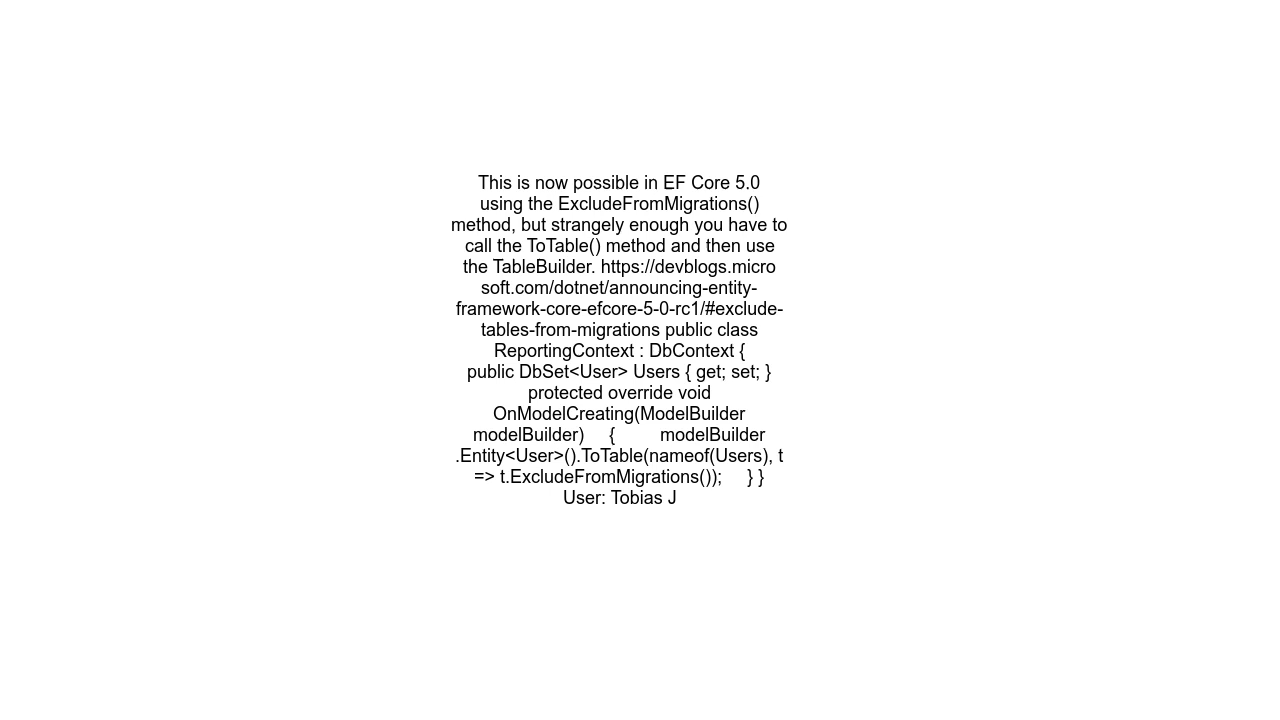 This is now possible in EF Core 5.0
using the ExcludeFromMigrations()
method, but strangely enough you have to
call the ToTable() method and then use
the TableBuilder. https://devblogs.micro
soft.com/dotnet/announcing-entity-
framework-core-efcore-5-0-rc1/#exclude-
tables-from-migrations public class
ReportingContext : DbContext {
public DbSet<User> Users { get; set; }
protected override void
OnModelCreating(ModelBuilder
modelBuilder)     {         modelBuilder
.Entity<User>().ToTable(nameof(Users), t
=> t.ExcludeFromMigrations());     } }
User: Tobias J